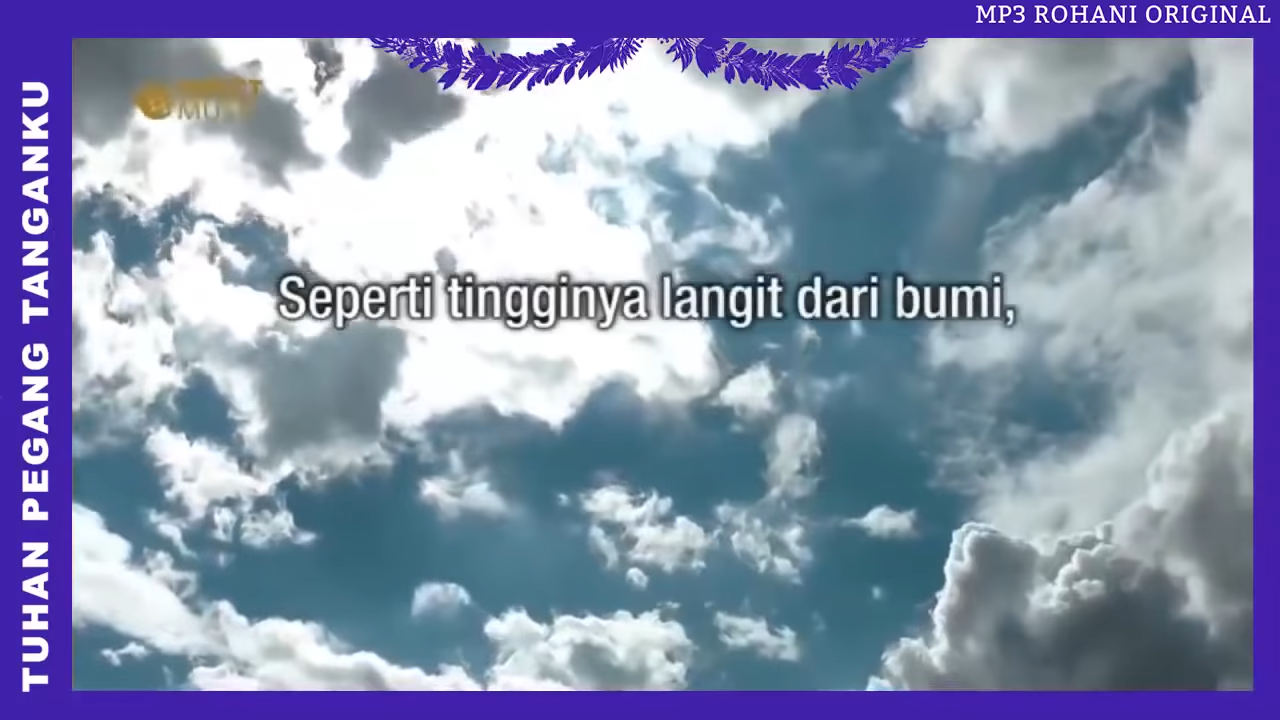 MP3 ROHANI ORIGINAL
TUHAN PEGANG TANGANKU
Seperti tingginya langit dari bumi,